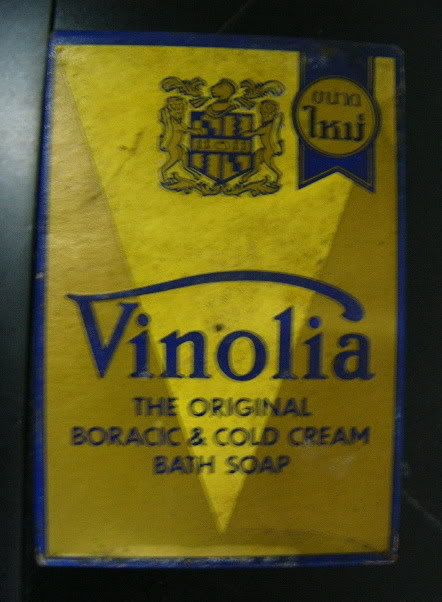 ขนาด
ใหม่
Vinolia
THE ORIGINAL
BORACIC & COLD CREAM
BATH SOAP